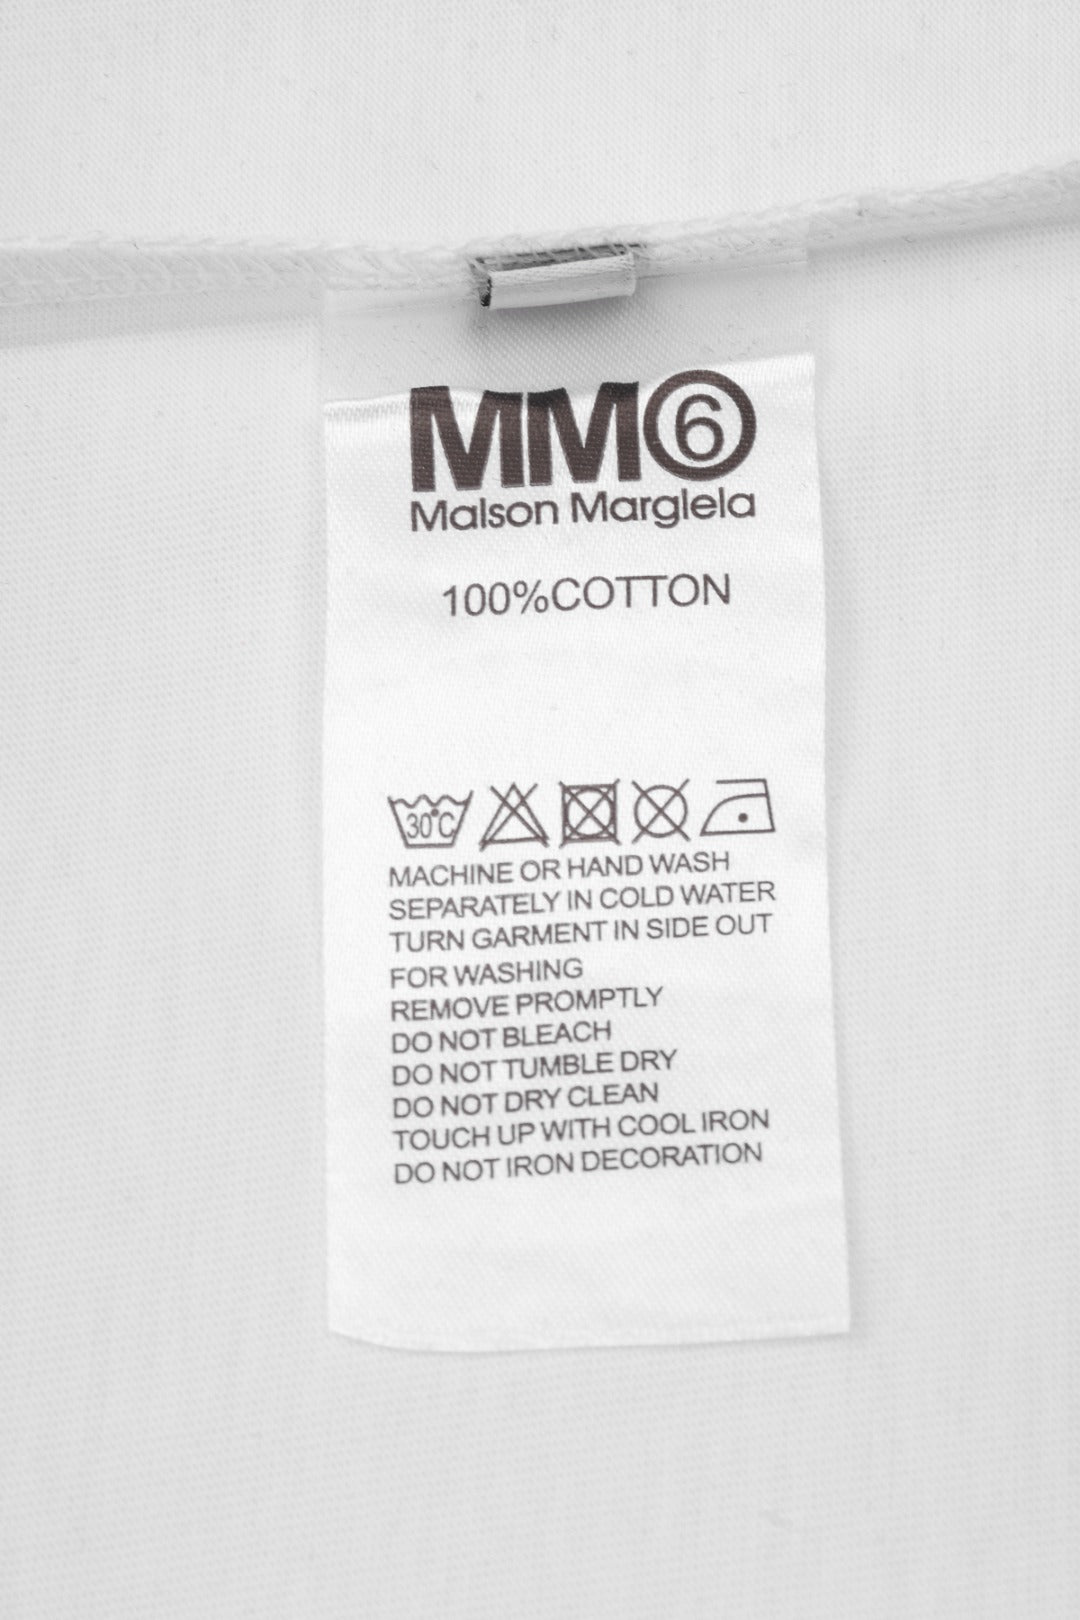 MM6
Malson Marglela
100%COTTON
30°C
MACHINE OR HAND WASH
SEPARATELY IN COLD WATER
TURN GARMENT IN SIDE OUT
FOR WASHING
REMOVE PROMPTLY
DO NOT BLEACH
DO NOT TUMBLE DRY
DO NOT DRY CLEAN
TOUCH UP WITH COOL IRON
DO NOT IRON DECORATION